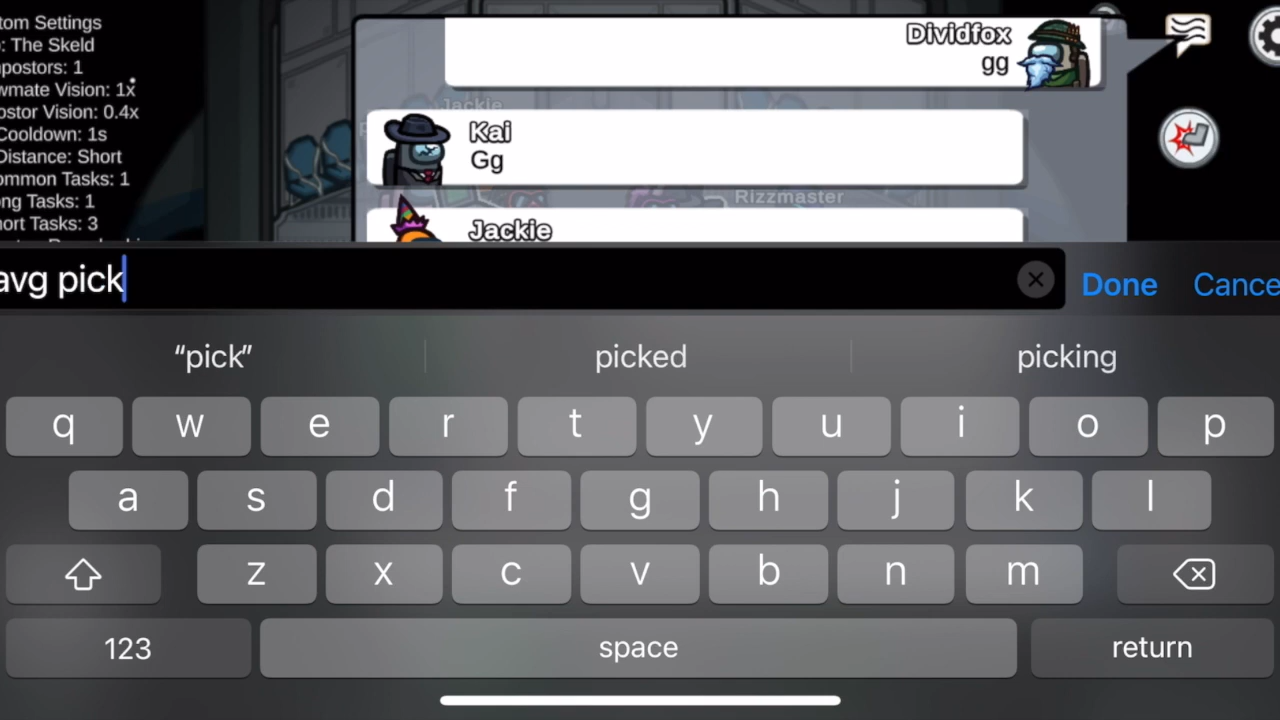 tom Settings
: The Skeld
postors: 1
wmate Vision: 1x
ostor Vision: 0.4x
Cooldown: 1s
Distance: Short
ommon Tasks: 1
ng Tasks: 1
ort Tasks: 3
Dividfox
gg
Jackie
Kai
Gg
Rizzmaster
Jackie
avg pick
Done
Cance
“pick”
picked
picking
q w e r t y u i o p
a s d f g h j k l
z x c v b n m
123
space
return